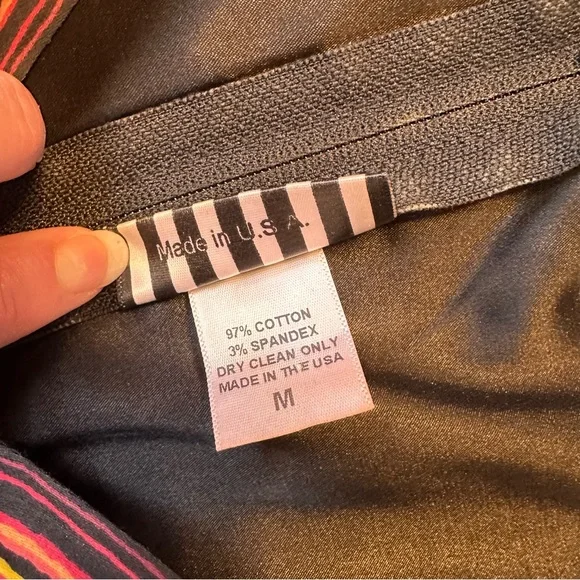 Made in U.S.A.
97% COTTON
3% SPANDEX
DRY CLEAN ONLY
MADE IN THE USA
M